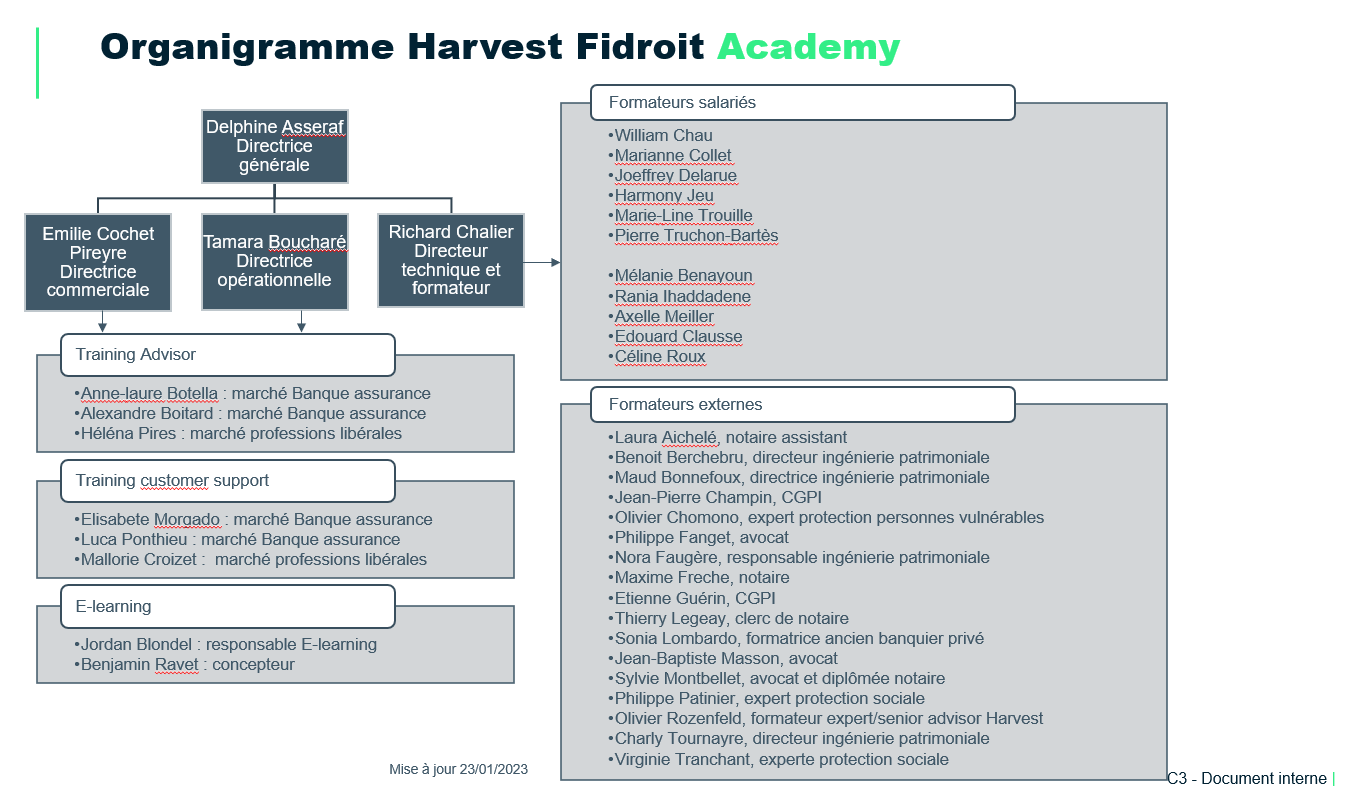 Organigramme Harvest Fidroit Academy
Delphine Asseraf
Directrice
générale
Emilie Cochet
Pireyre
Directrice
commerciale
Tamara Boucharé
Directrice
opérationnelle
Richard Chalier
Directeur
technique et
formateur
Training Advisor
•Anne-laure Botella : marché Banque assurance
•Alexandre Boitard : marché Banque assurance
•Héléna Pires : marché professions libérales
Training customer support
•Elisabete Morgado : marché Banque assurance
•Luca Ponthieu : marché Banque assurance
•Mallorie Croizet :  marché professions libérales
E-learning
•Jordan Blondel : responsable E-learning
•Benjamin Ravet : concepteur
Formateurs salariés
•William Chau
•Marianne Collet
•Joeffrey Delarue
•Harmony Jeu
•Marie-Line Trouille
•Pierre Truchon-Bartès
•Mélanie Benayoun
•Rania Ihaddadene
•Axelle Meiller
•Edouard Clausse
•Céline Roux
Formateurs externes
•Laura Aichelé, notaire assistant
•Benoit Berchebru, directeur ingénierie patrimoniale
•Maud Bonnefoux, directrice ingénierie patrimoniale
•Jean-Pierre Champin, CGPI
•Olivier Chomono, expert protection personnes vulnérables
•Philippe Fanget, avocat
•Nora Faugère, responsable ingénierie patrimoniale
•Maxime Freche, notaire
•Etienne Guérin, CGPI
•Thierry Legeay, clerc de notaire
•Sonia Lombardo, formatrice ancien banquier privé
•Jean-Baptiste Masson, avocat
•Sylvie Montbellet, avocat et diplômée notaire
•Philippe Patinier, expert protection sociale
•Olivier Rozenfeld, formateur expert/senior advisor Harvest
•Charly Tournayre, directeur ingénierie patrimoniale
•Virginie Tranchant, experte protection sociale
Mise à jour 23/01/2023
C3 - Document interne |